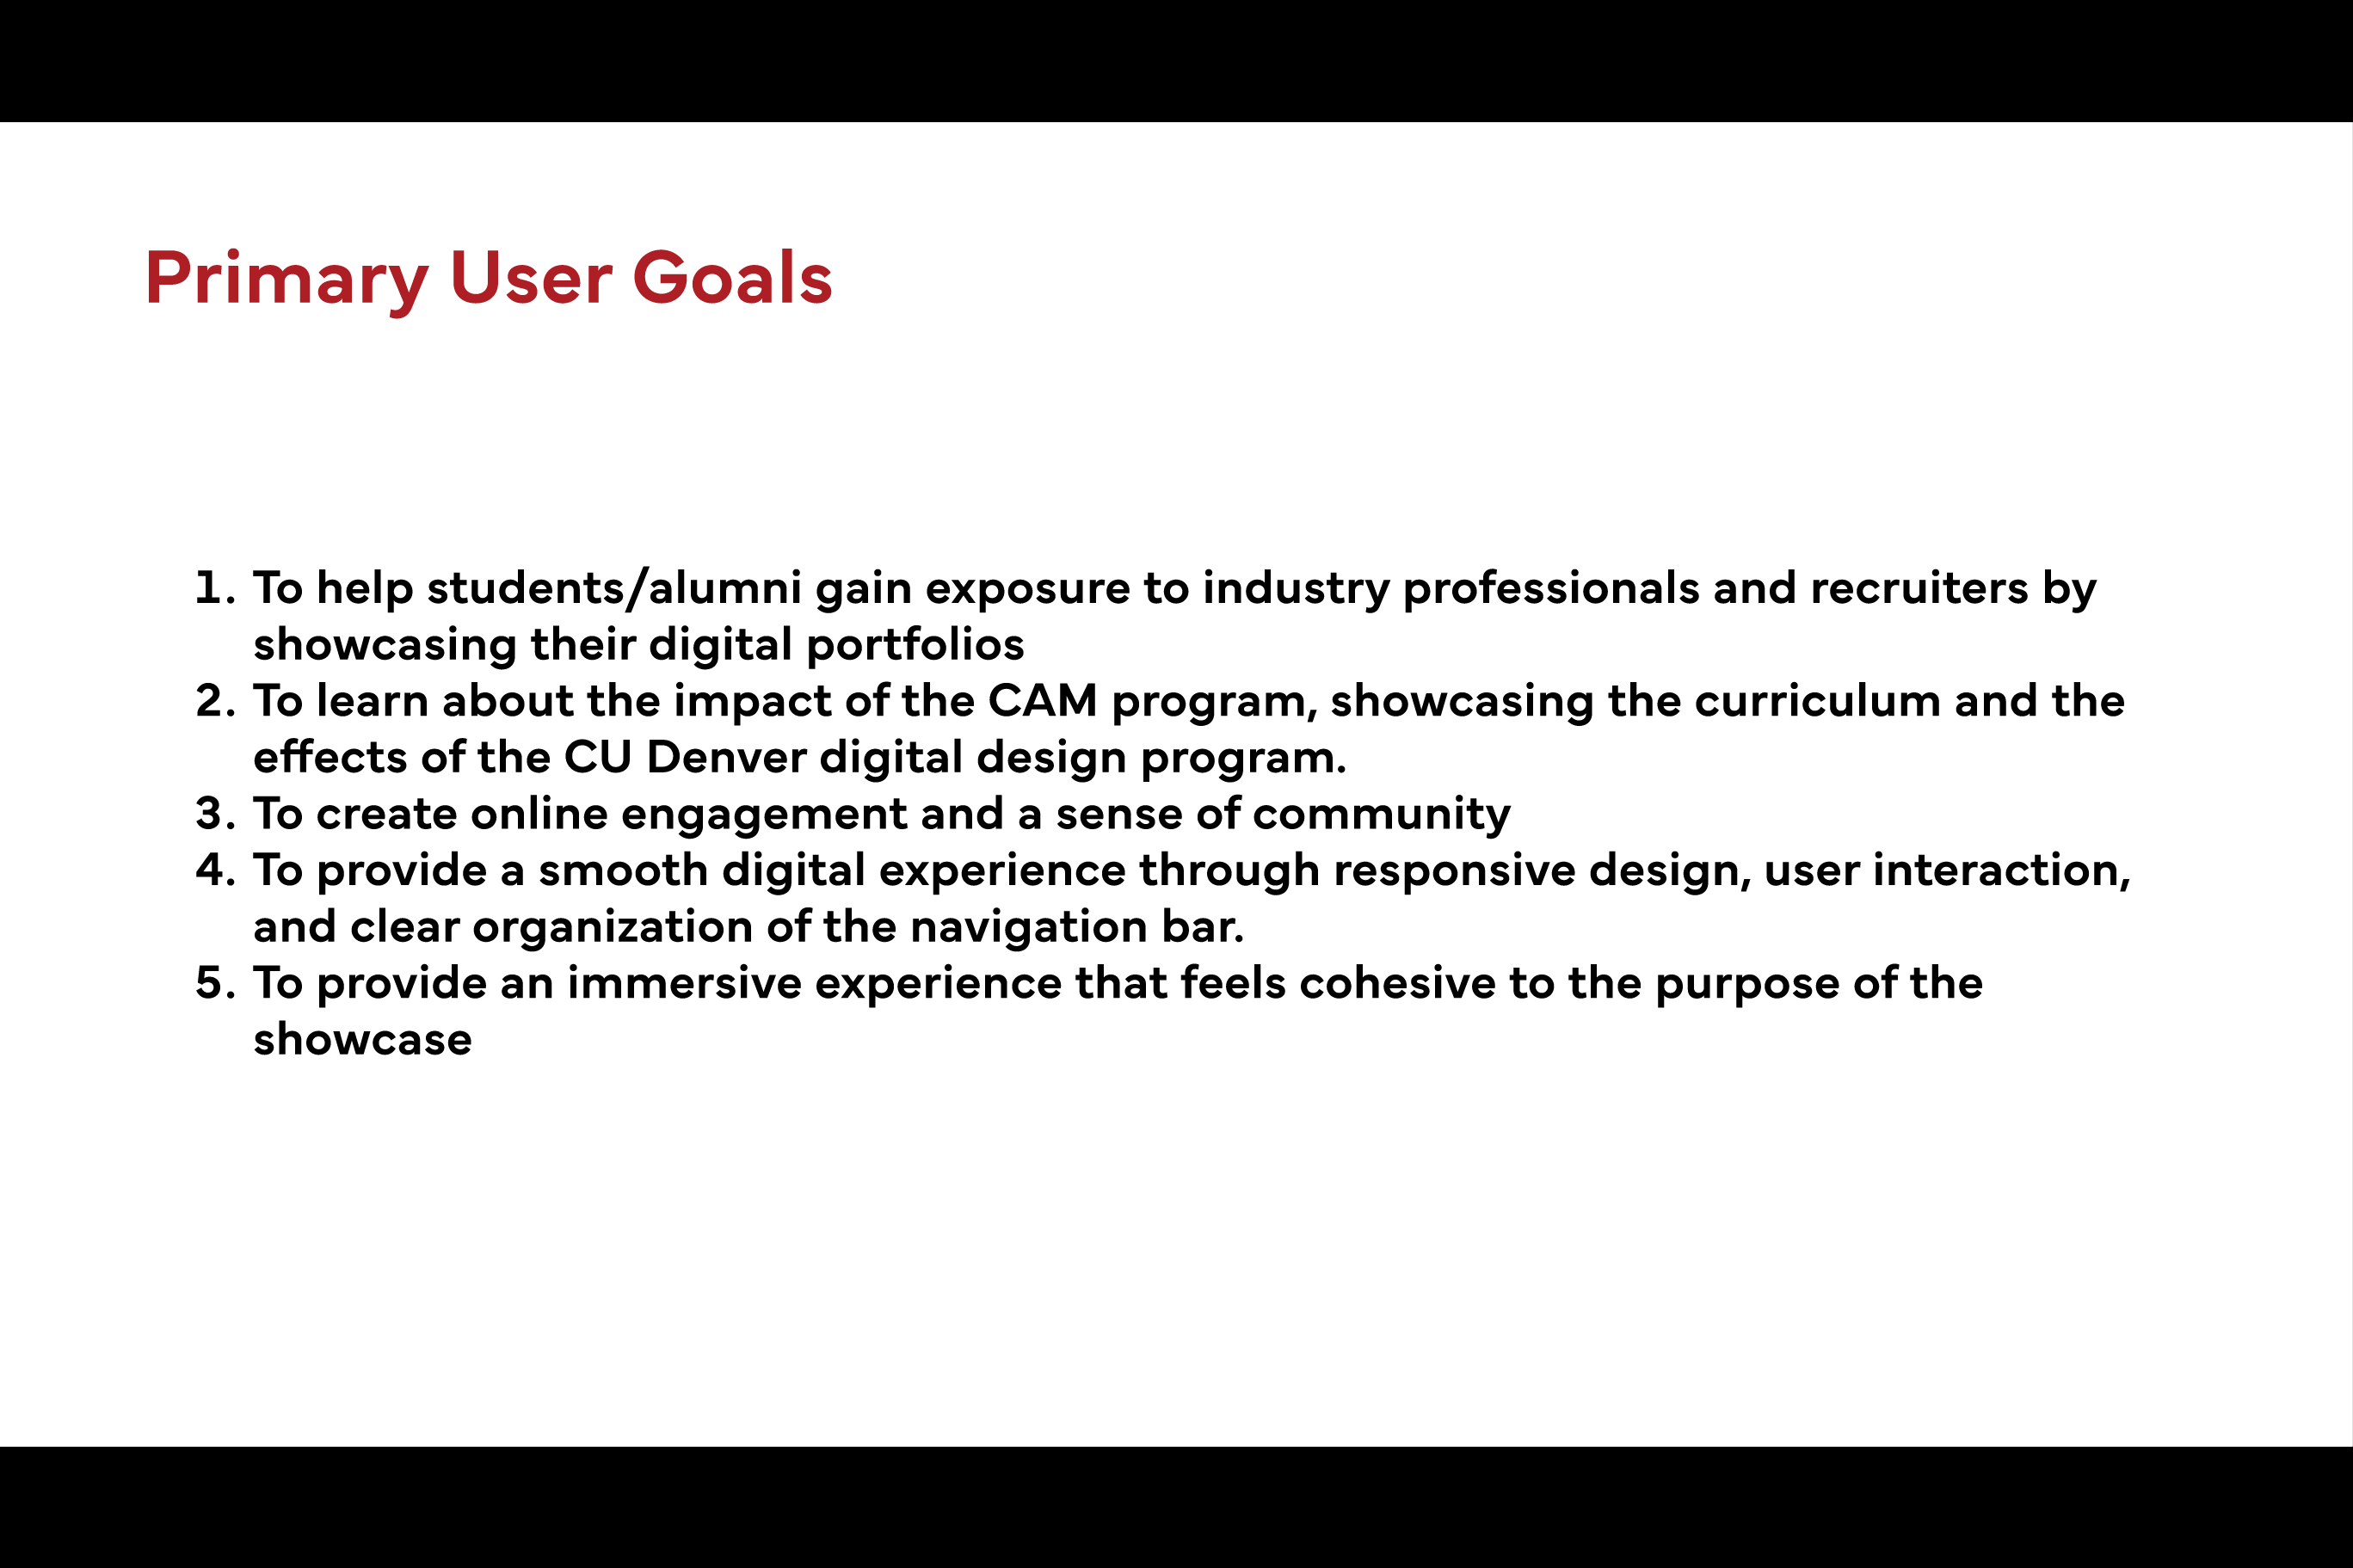 Primary User Goals
1. To help students/alumni gain exposure to industry professionals and recruiters by
showcasing their digital portfolios
2. To learn about the impact of the CAM program, showcasing the curriculum and the
effects of the CU Denver digital design program.
3. To create online engagement and a sense of community
4. To provide a smooth digital experience through responsive design, user interaction,
and clear organization of the navigation bar.
5. To provide an immersive experience that feels cohesive to the purpose of the
showcase